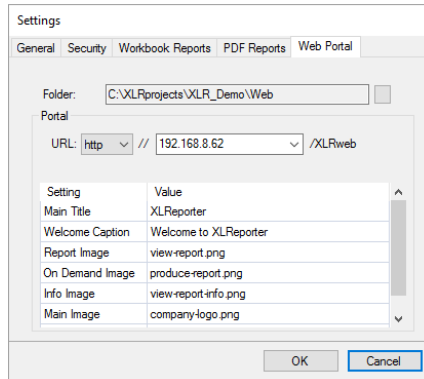 Settings
General Security Workbook Reports PDF Reports Web Portal
Folder: C:\XLRprojects\XLR_Demo\Web
Portal
URL: http // 192.168.8.62 /XLRweb
Setting Value
Main Title XLReporter
Welcome Caption Welcome to XLReporter
Report Image view-report.png
On Demand Image produce-report.png
Info Image view-report-info.png
Main Image company-logo.png
OK Cancel